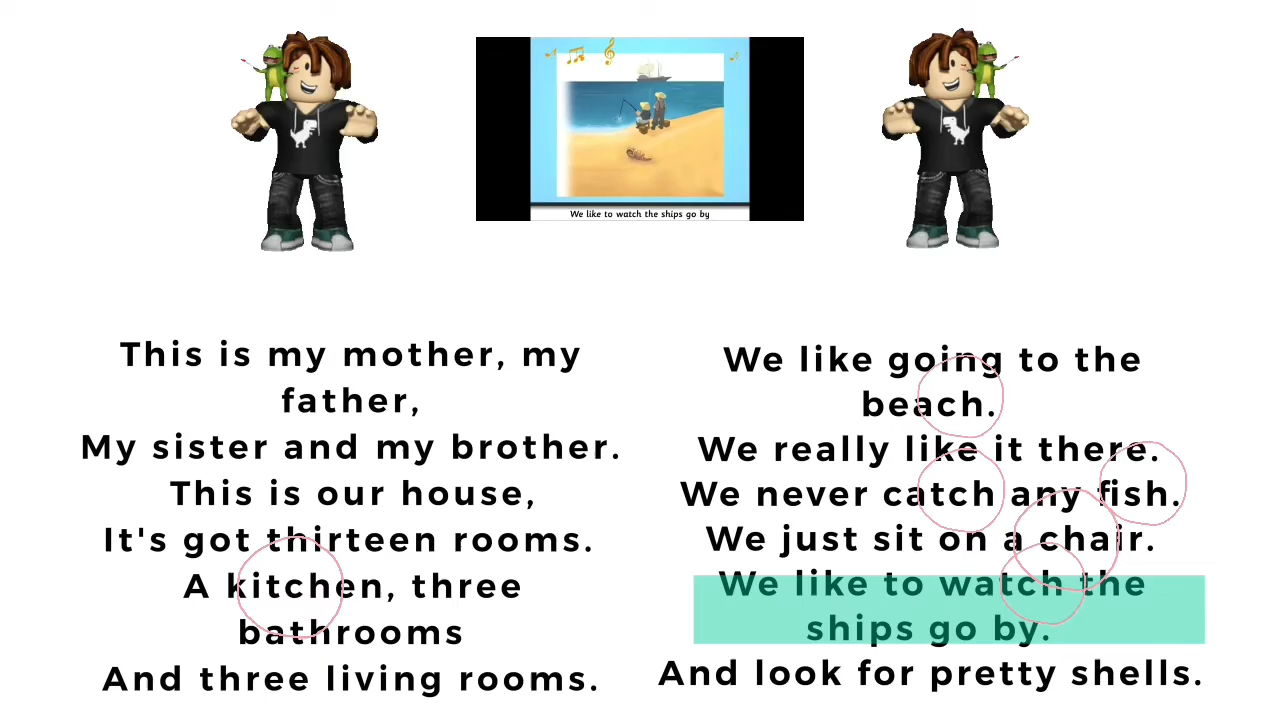 We like to watch the ships go by
This is my mother, my
father,
My sister and my brother.
This is our house,
It's got thirteen rooms.
A kitchen, three
bathrooms
And three living rooms.
We like going to the
beach.
We really like it there.
We never catch any fish.
We just sit on a chair.
We like to watch the
ships go by.
And look for pretty shells.